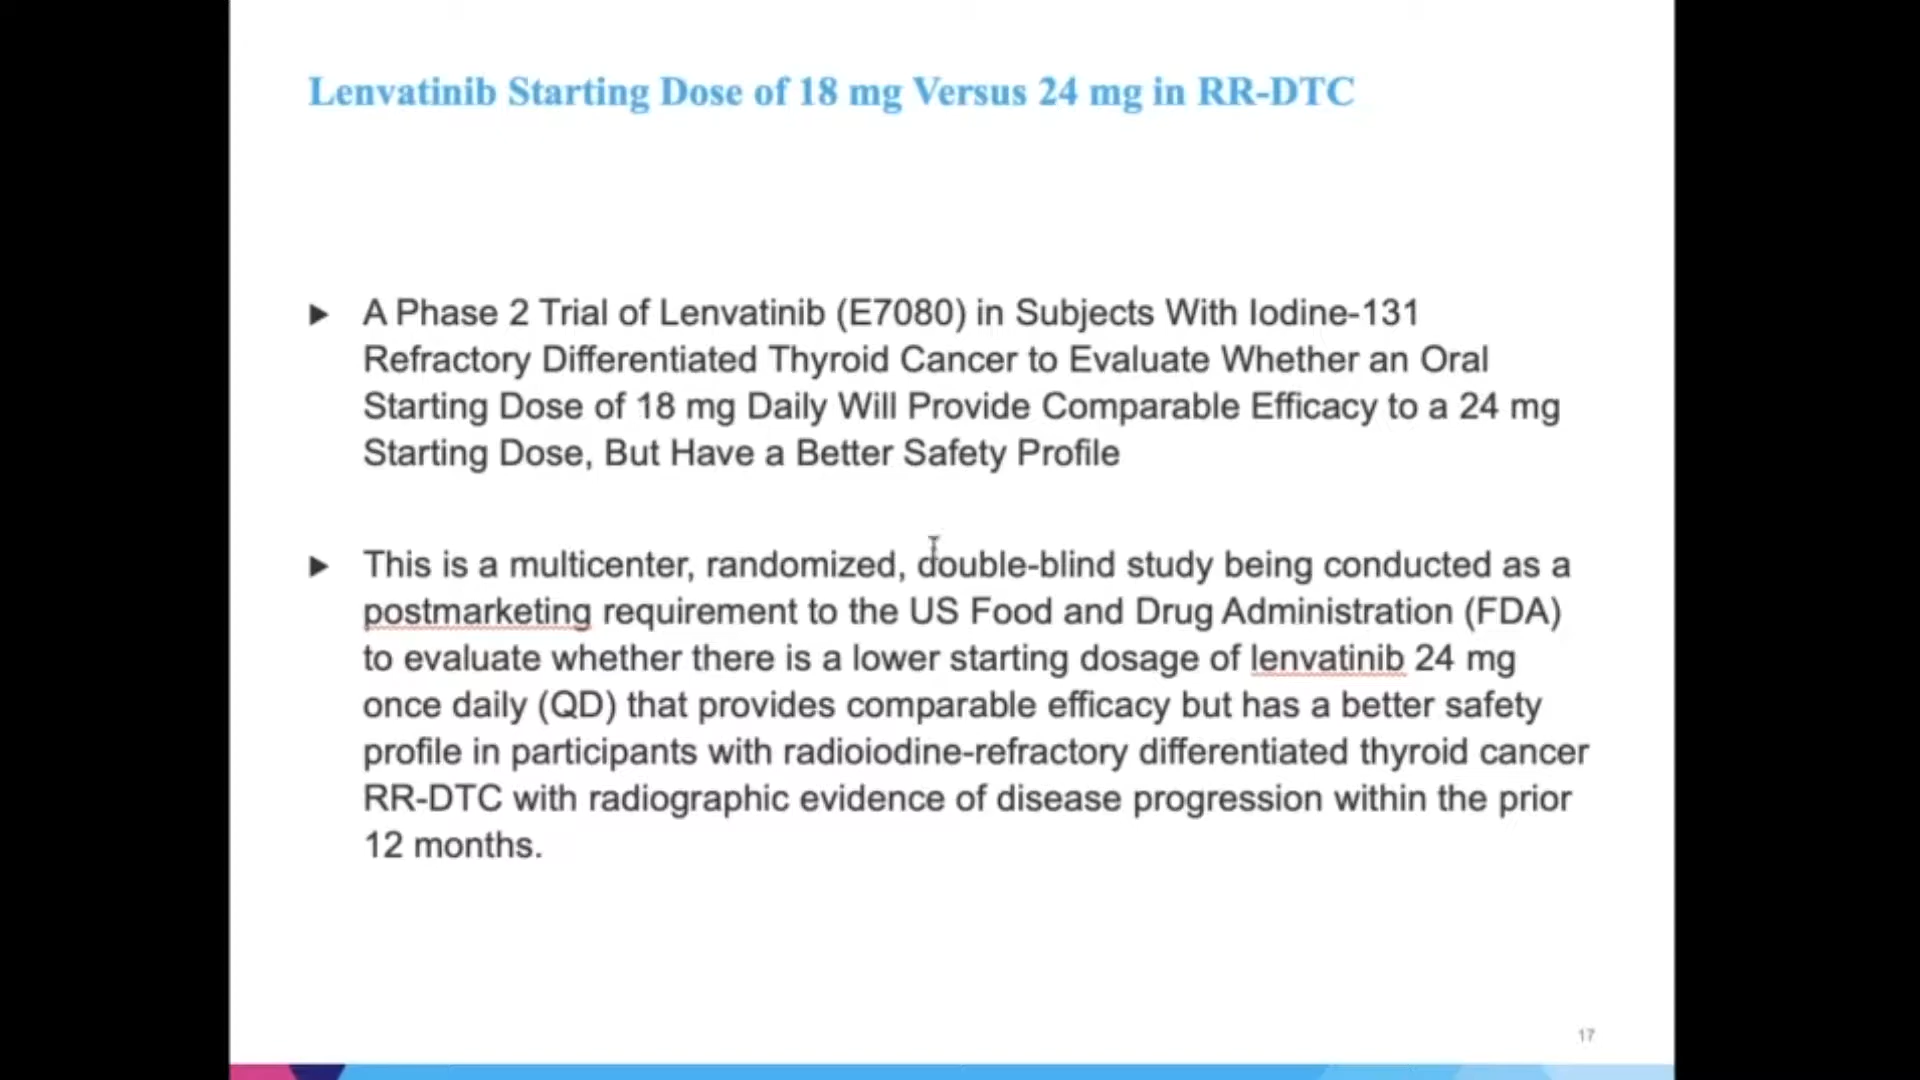 Lenvatinib Starting Dose of 18 mg Versus 24 mg in RR-DTC
A Phase 2 Trial of Lenvatinib (E7080) in Subjects With Iodine-131
Refractory Differentiated Thyroid Cancer to Evaluate Whether an Oral
Starting Dose of 18 mg Daily Will Provide Comparable Efficacy to a 24 mg
Starting Dose, But Have a Better Safety Profile
This is a multicenter, randomized, double-blind study being conducted as a
postmarketing requirement to the US Food and Drug Administration (FDA)
to evaluate whether there is a lower starting dosage of lenvatinib 24 mg
once daily (QD) that provides comparable efficacy but has a better safety
profile in participants with radioiodine-refractory differentiated thyroid cancer
RR-DTC with radiographic evidence of disease progression within the prior
12 months.
17